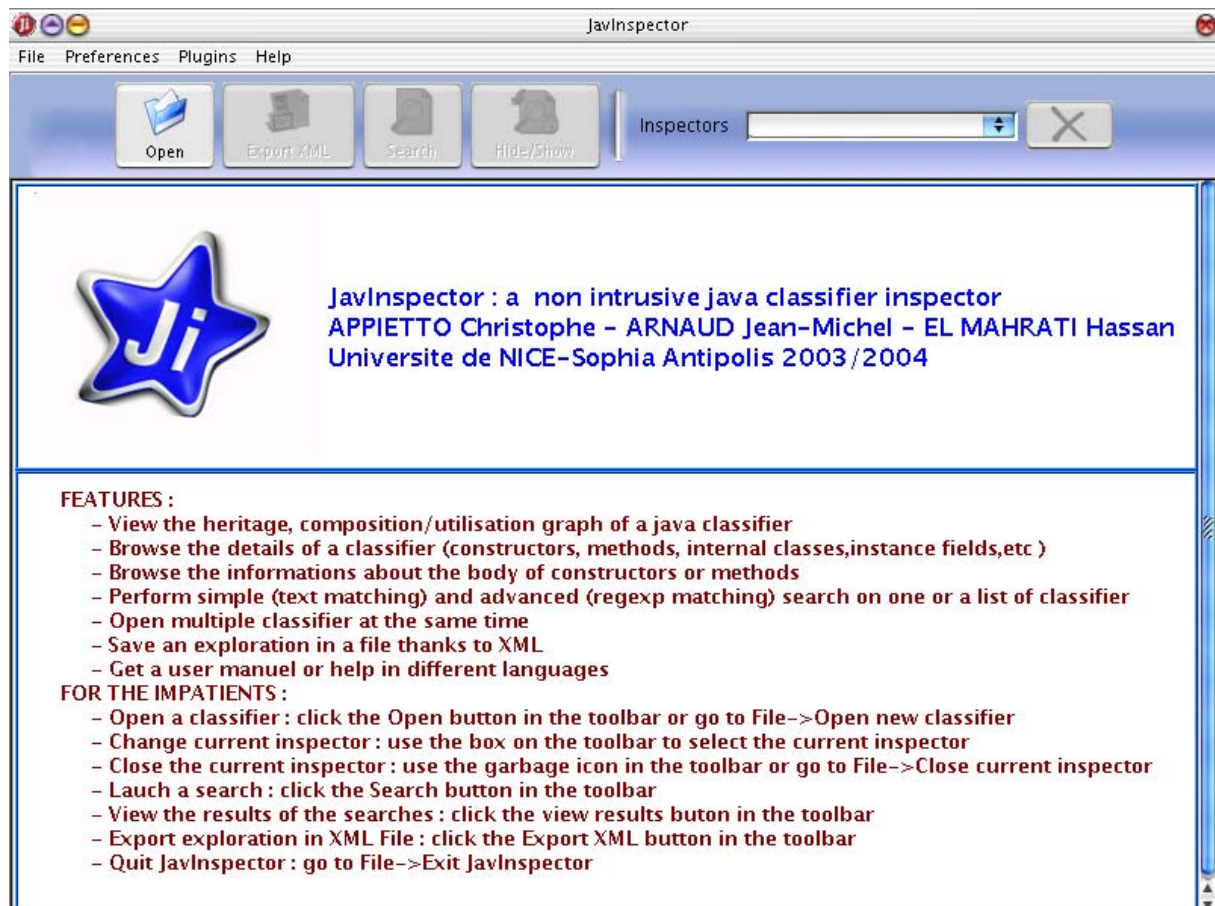 JavInspector
File Preferences Plugins Help
Open Export XML Search Hide/Show Inspectors
Ji
JavInspector : a non intrusive java classifier inspector
APPIETTO Christophe – ARNAUD Jean–Michel – EL MAHRATI Hassan
Universite de NICE–Sophia Antipolis 2003/2004
FEATURES :
– View the heritage, composition/utilisation graph of a java classifier
– Browse the details of a classifier (constructors, methods, internal classes,instance fields,etc )
– Browse the informations about the body of constructors or methods
– Perform simple (text matching) and advanced (regexp matching) search on one or a list of classifier
– Open multiple classifier at the same time
– Save an exploration in a file thanks to XML
– Get a user manuel or help in different languages
FOR THE IMPATIENTS :
– Open a classifier : click the Open button in the toolbar or go to File–>Open new classifier
– Change current inspector : use the box on the toolbar to select the current inspector
– Close the current inspector : use the garbage icon in the toolbar or go to File–>Close current inspector
– Lauch a search : click the Search button in the toolbar
– View the results of the searches : click the view results buton in the toolbar
– Export exploration in XML File : click the Export XML button in the toolbar
– Quit JavInspector : go to File–>Exit JavInspector